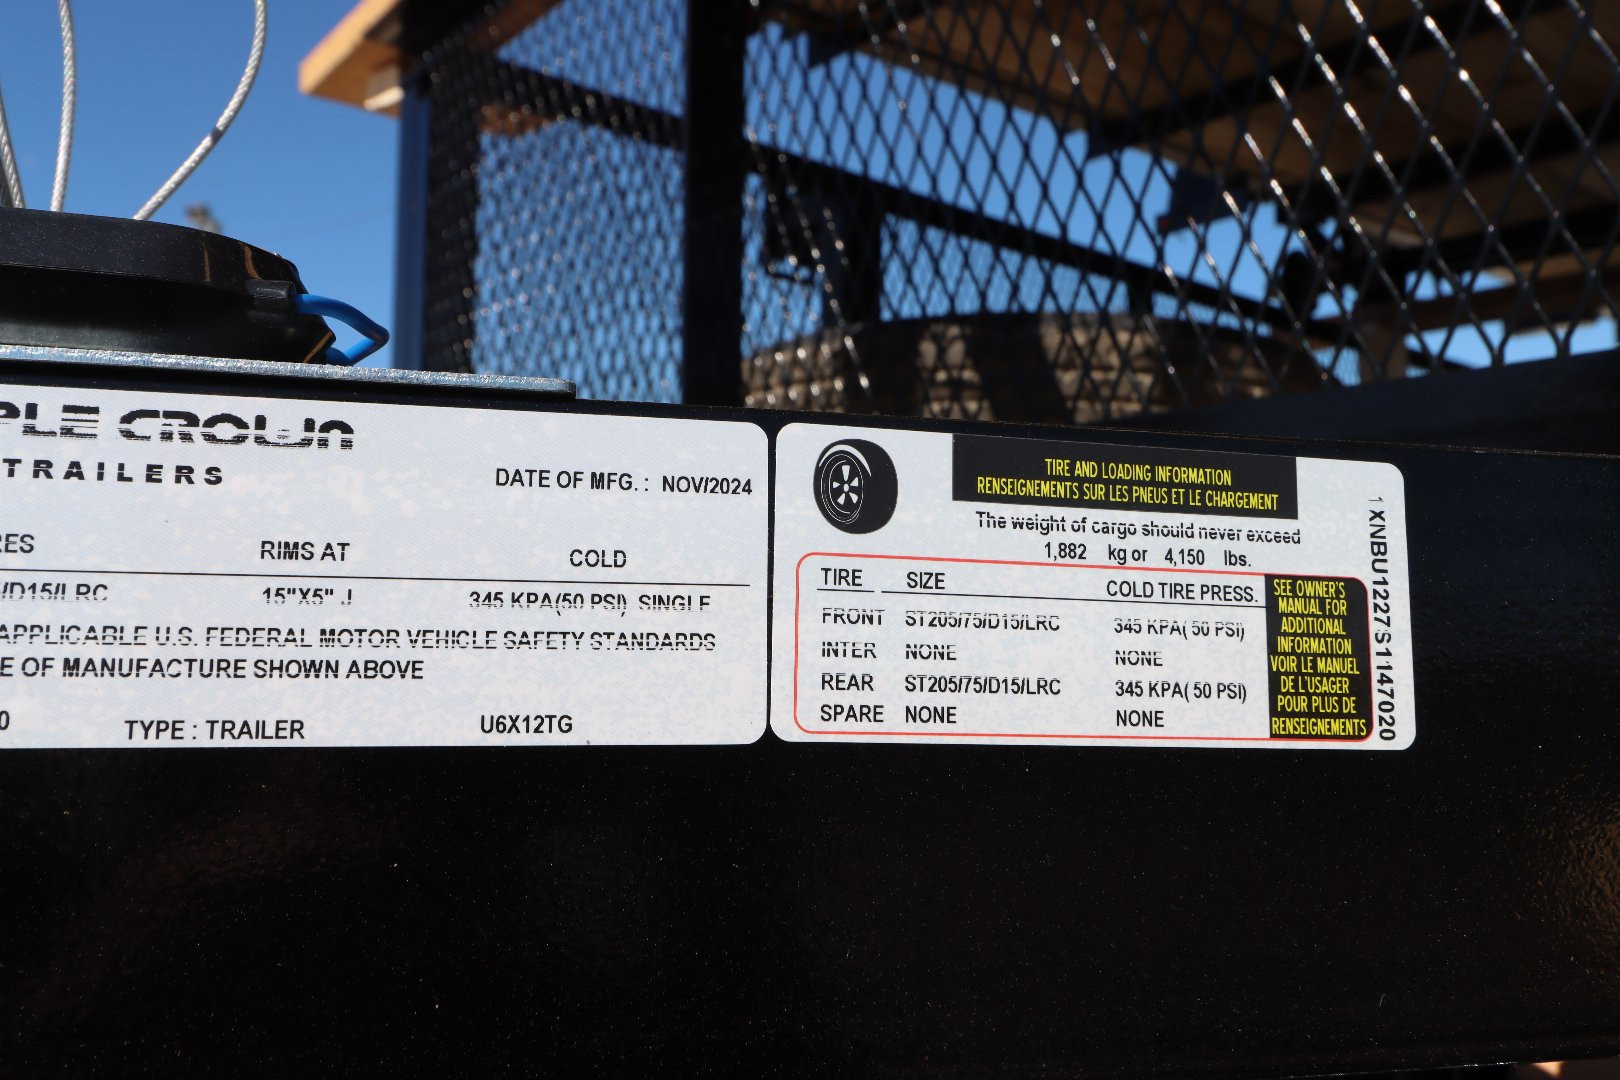 PLE CROWN
TRAILERS
DATE OF MFG. : NOV/2024
RES RIMS AT COLD
/D15/LRC 15"X5" J 345 KPA(50 PSI) SINGLE
APPLICABLE U.S. FEDERAL MOTOR VEHICLE SAFETY STANDARDS
E OF MANUFACTURE SHOWN ABOVE
0 TYPE : TRAILER U6X12TG
TIRE AND LOADING INFORMATION
RENSEIGNEMENTS SUR LES PNEUS ET LE CHARGEMENT
The weight of cargo should never exceed
1,882 kg or 4,150 lbs.
TIRE SIZE COLD TIRE PRESS.
FRONT ST205/75/D15/LRC 345 KPA( 50 PSI)
INTER NONE NONE
REAR ST205/75/D15/LRC 345 KPA( 50 PSI)
SPARE NONE NONE
SEE OWNER'S
MANUAL FOR
ADDITIONAL
INFORMATION
VOIR LE MANUEL
DE L'USAGER
POUR PLUS DE
RENSEIGNEMENTS
1XNBU1227S1147020